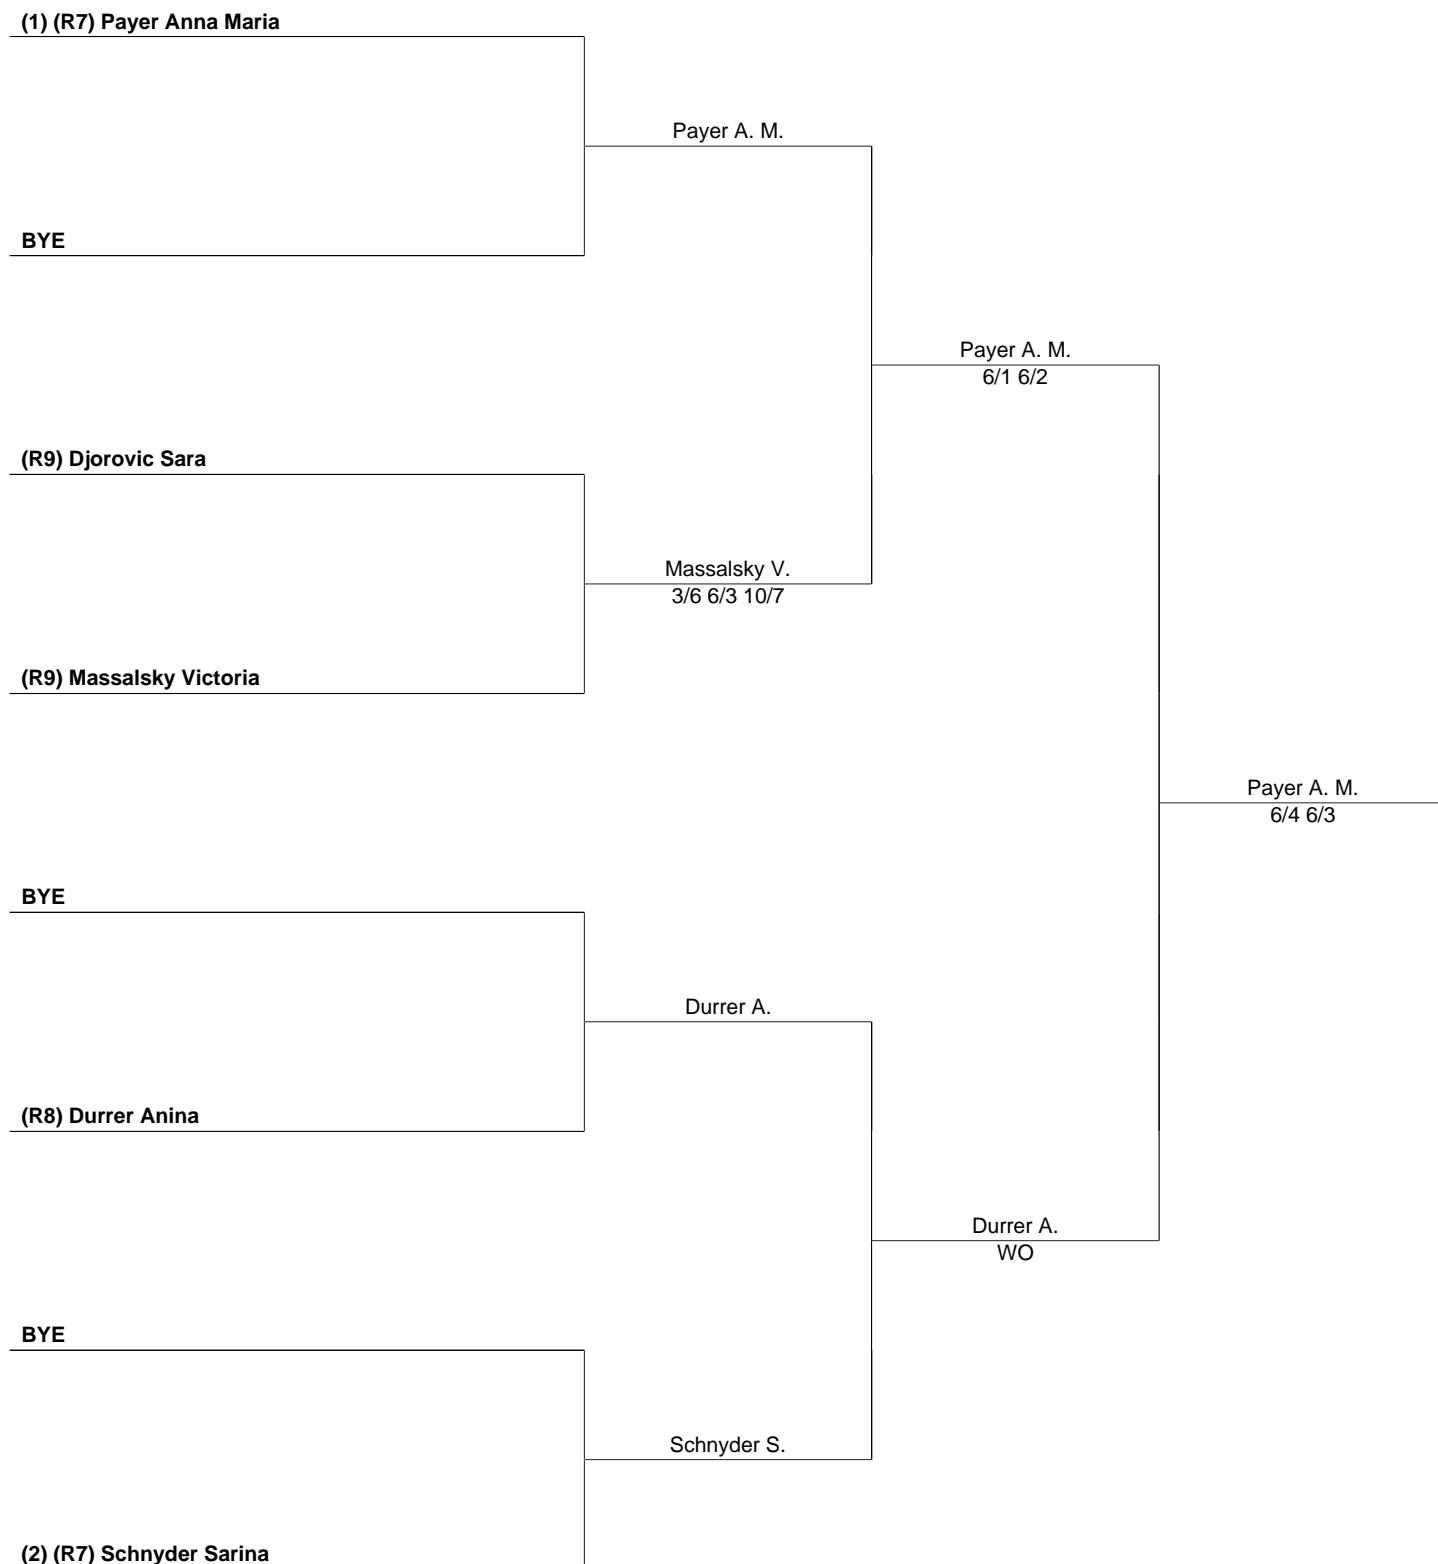 (1) (R7) Payer Anna Maria
Payer A. M.
BYE
Payer A. M.
6/1 6/2
(R9) Djorovic Sara
Massalsky V.
3/6 6/3 10/7
(R9) Massalsky Victoria
Payer A. M.
6/4 6/3
BYE
Durrer A.
(R8) Durrer Anina
Durrer A.
WO
BYE
Schnyder S.
(2) (R7) Schnyder Sarina